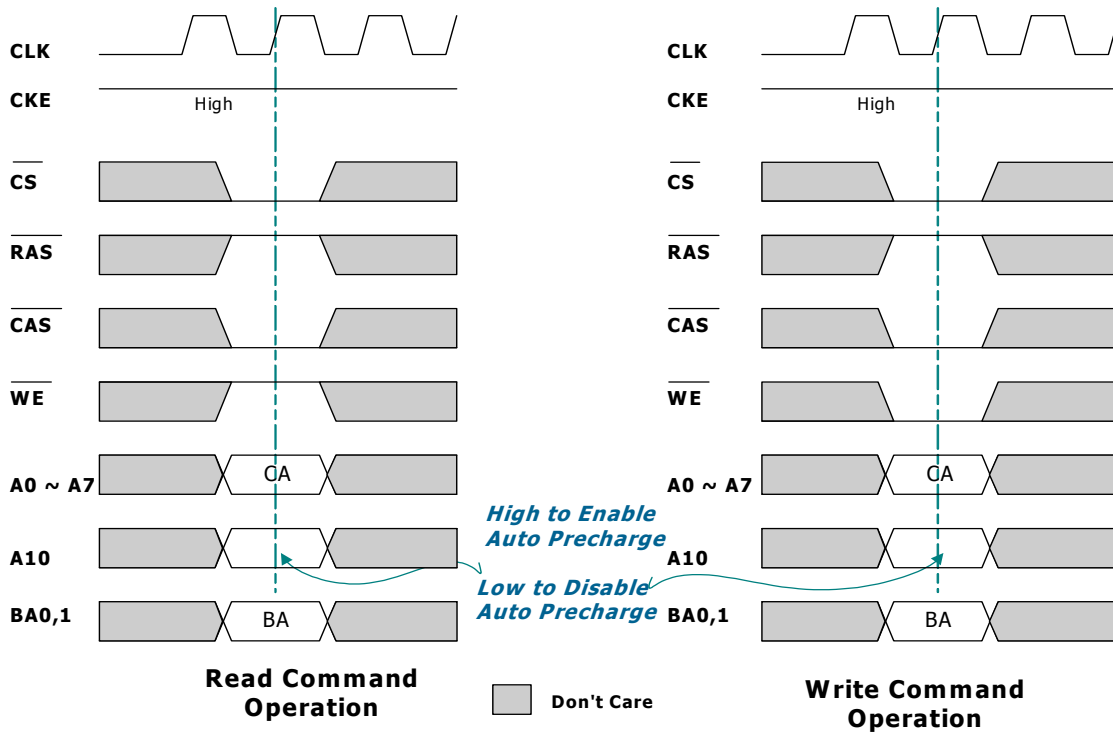 CLK
CKE
High
CS
RAS
CAS
WE
A0 ~ A7
CA
A10
BA0,1
BA
Read Command
Operation
High to Enable
Auto Precharge
Low to Disable
Auto Precharge
Don't Care
CLK
CKE
High
CS
RAS
CAS
WE
A0 ~ A7
CA
A10
BA0,1
BA
Write Command
Operation